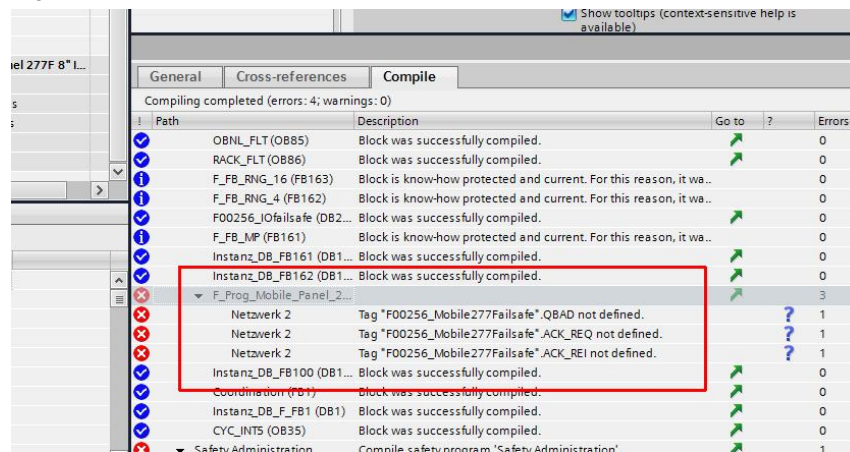 Show tooltips (context-sensitive help is
available)
nel 277F 8" I...
s
General Cross-references Compile
Compiling completed (errors: 4; warnings: 0)
! Path Description Go to ? Errors
OBNL_FLT (OB85) Block was successfully compiled. 0
RACK_FLT (OB86) Block was successfully compiled. 0
F_FB_RNG_16 (FB163) Block is know-how protected and current. For this reason, it wa.. 0
F_FB_RNG_4 (FB162) Block is know-how protected and current. For this reason, it wa.. 0
F00256_IOfailsafe (DB2... Block was successfully compiled. 0
F_FB_MP (FB161) Block is know-how protected and current. For this reason, it wa.. 0
Instanz_DB_FB161 (DB1... Block was successfully compiled. 0
Instanz_DB_FB162 (DB1... Block was successfully compiled. 0
F_Prog_Mobile_Panel_2... 3
Netzwerk 2 Tag "F00256_Mobile277Failsafe".QBAD not defined. ? 1
Netzwerk 2 Tag "F00256_Mobile277Failsafe".ACK_REQ not defined. ? 1
Netzwerk 2 Tag "F00256_Mobile277Failsafe".ACK_REI not defined. ? 1
Instanz_DB_FB100 (DB1... Block was successfully compiled. 0
Coordination (FB1) Block was successfully compiled. 0
Instanz_DB_F_FB1 (DB1) Block was successfully compiled. 0
CYC_INT5 (OB35) Block was successfully compiled. 0
Safety Administration Compile safety program 'Safety Administration' 1